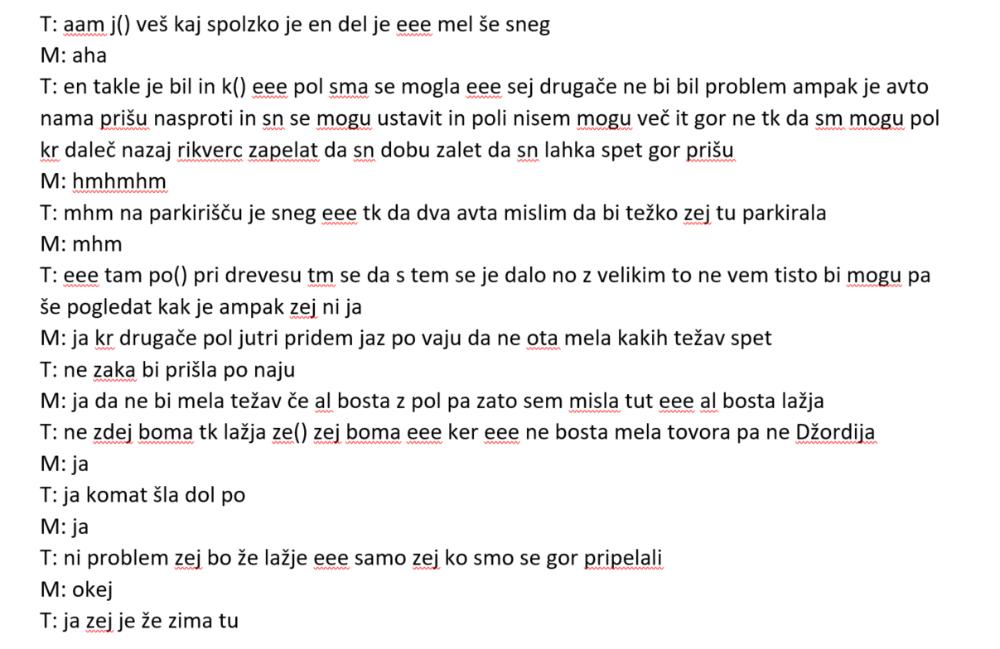 T: aam j() veš kaj spolzko je en del je eee mel še sneg
M: aha
T: en takle je bil in k() eee pol sma se mogla eee sej drugače ne bi bil problem ampak je avto
nama prišu nasproti in sn se mogu ustavit in poli nisem mogu več it gor ne tk da sm mogu pol
kr daleč nazaj rikverc zapelat da sn dobu zalet da sn lahka spet gor prišu
M: hmhmhm
T: mhm na parkirišču je sneg eee tk da dva avta mislim da bi težko zej tu parkirala
M: mhm
T: eee tam po() pri drevesu tm se da s tem se je dalo no z velikim to ne vem tisto bi mogu pa
še pogledat kak je ampak zej ni ja
M: ja kr drugače pol jutri pridem jaz po vaju da ne ota mela kakih težav spet
T: ne zaka bi prišla po naju
M: ja da ne bi mela težav če al bosta z pol pa zato sem misla tut eee al bosta lažja
T: ne zdej boma tk lažja ze() zej boma eee ker eee ne bosta mela tovora pa ne Džordija
M: ja
T: ja komat šla dol po
M: ja
T: ni problem zej bo že lažje eee samo zej ko smo se gor pripelali
M: okej
T: ja zej je že zima tu